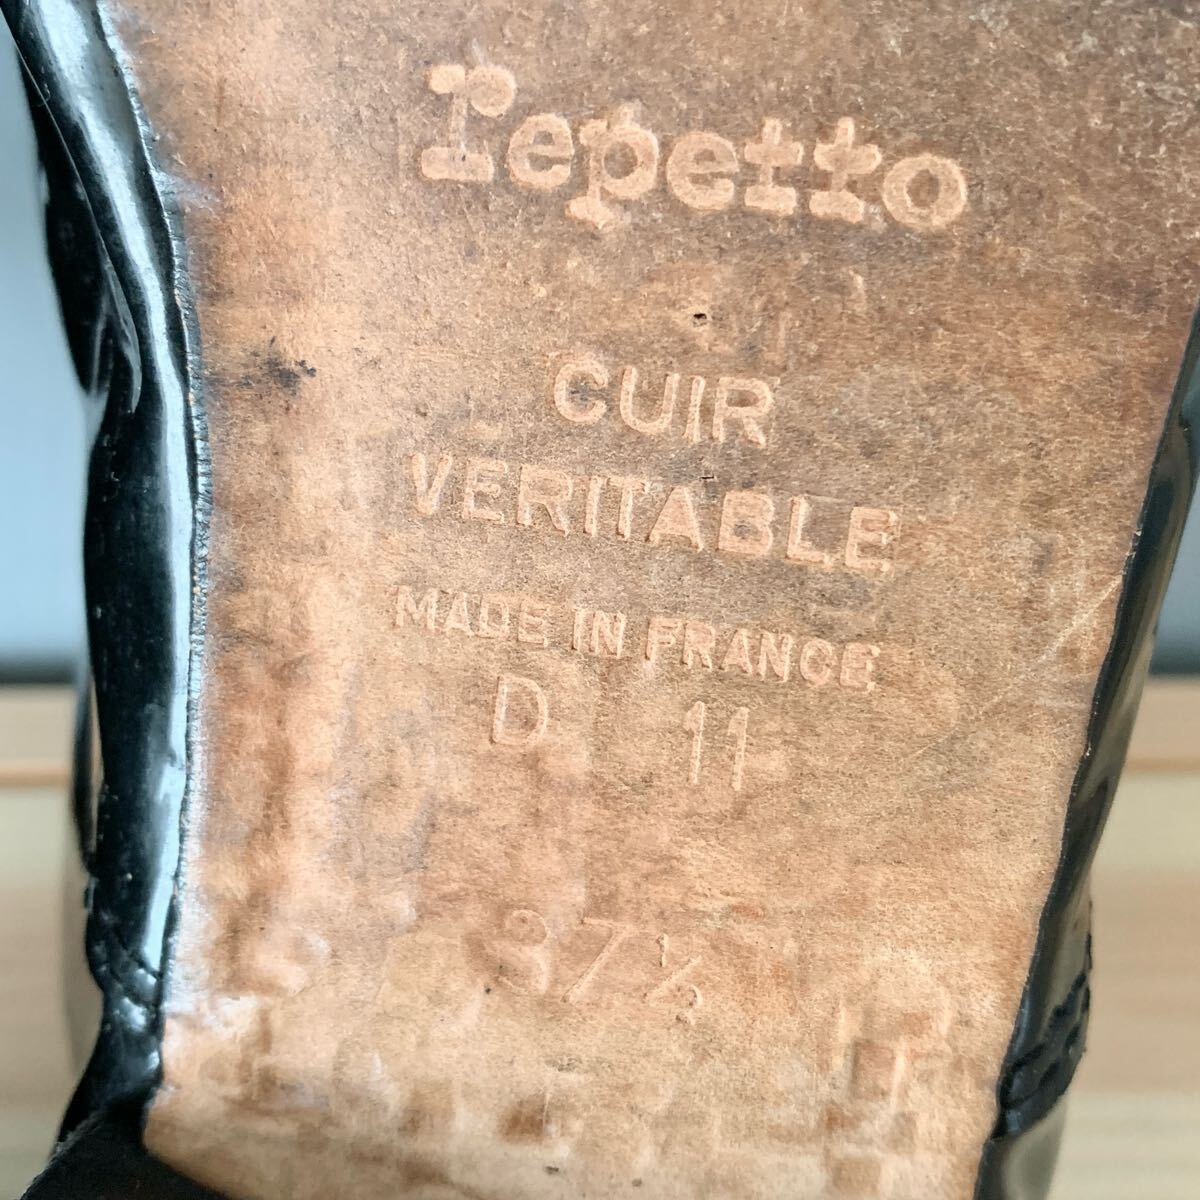 repetto
CUIR
VERITABLE
MADE IN FRANCE
D 11
37½